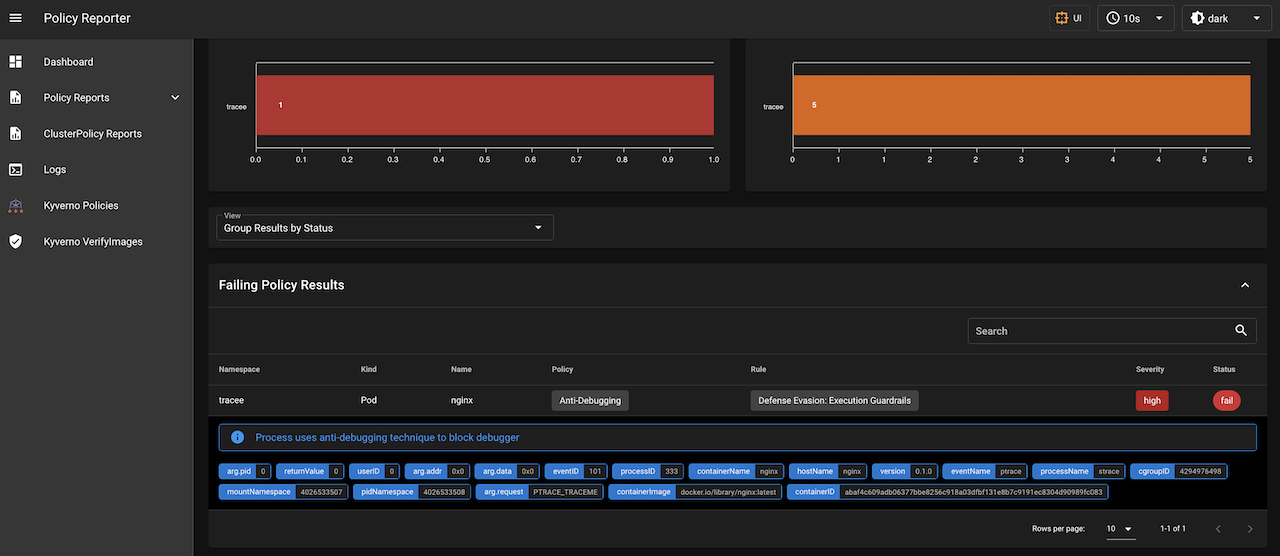 Policy Reporter
UI
10s
dark
Dashboard
Policy Reports
ClusterPolicy Reports
Logs
Kyverno Policies
Kyverno VerifyImages
tracee
1
0.0 0.1 0.2 0.3 0.4 0.5 0.6 0.7 0.8 0.9 1.0
tracee
5
0 1 1 2 2 3 3 4 4 5 5
View
Group Results by Status
Failing Policy Results
Search
Namespace Kind Name Policy Rule Severity Status
tracee Pod nginx Anti-Debugging Defense Evasion: Execution Guardrails high fail
Process uses anti-debugging technique to block debugger
arg.pid 0 returnValue 0 userID 0 arg.addr 0x0 arg.data 0x0 eventID 101 processID 333 containerName nginx hostName nginx version 0.1.0 eventName ptrace processName strace cgroupID 4294976498
mountNamespace 4026533507 pidNamespace 4026533508 arg.request PTRACE_TRACEME containerImage docker.io/library/nginx:latest containerID abaf4c609adb06377bbe8256c918a03dfbf131e8b7c9191ec8304d90989fc083
Rows per page: 10 1-1 of 1